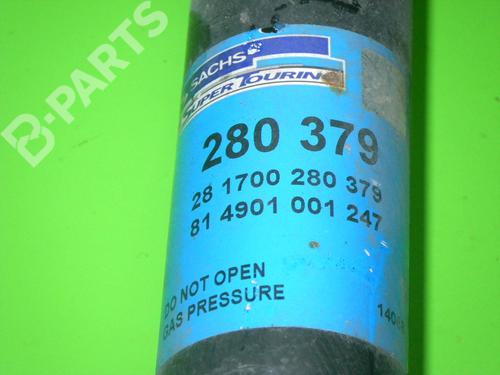 B-PARTS
SACHS
SUPER TOURING
280 379
28 1700 280 379
81 4901 001 247
DO NOT OPEN
GAS PRESSURE